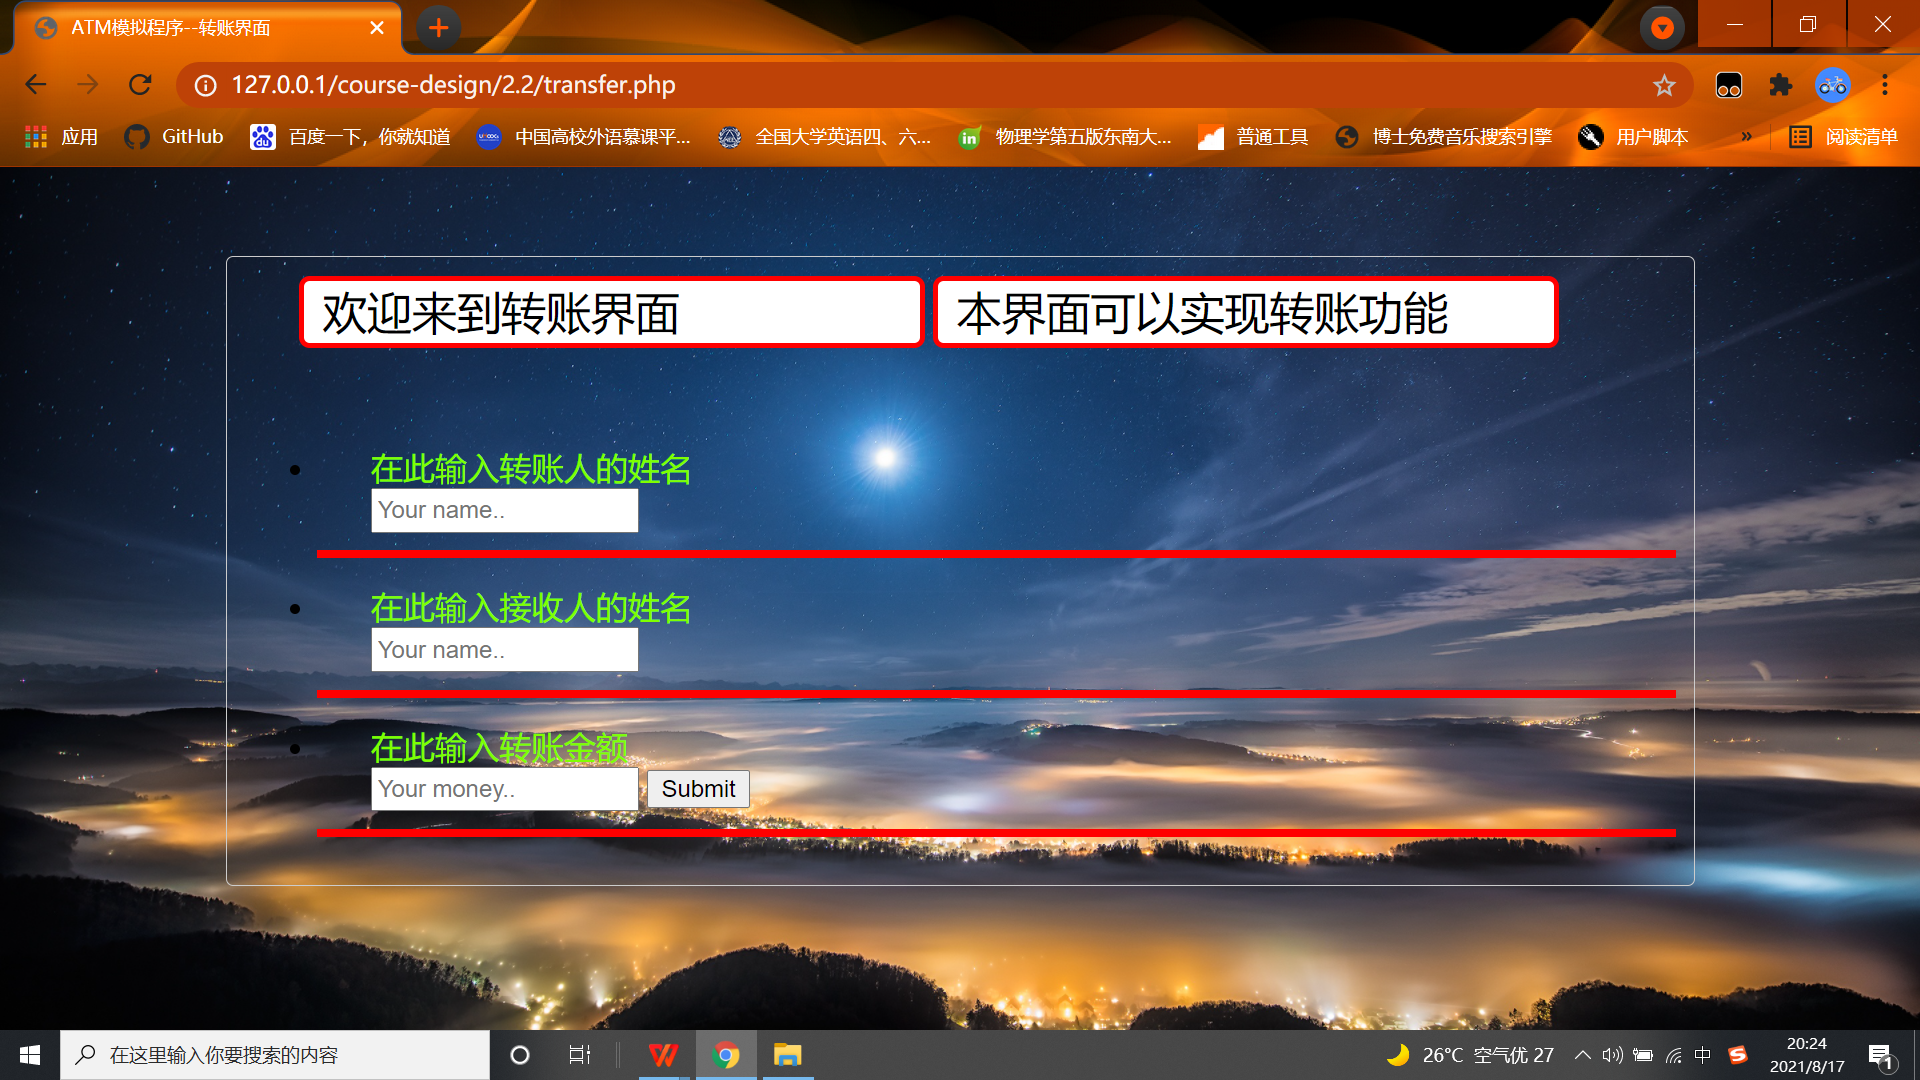 ATM模拟程序--转账界面
127.0.0.1/course-design/2.2/transfer.php
应用 GitHub 百度一下，你就知道 中国高校外语慕课平... 全国大学英语四、六... 物理学第五版东南大... 普通工具 博士免费音乐搜索引擎 用户脚本 » 阅读清单
欢迎来到转账界面 本界面可以实现转账功能
在此输入转账人的姓名
Your name..
在此输入接收人的姓名
Your name..
在此输入转账金额
Your money.. Submit
在这里输入你要搜索的内容
26°C 空气优 27 中 20:24
2021/8/17
1